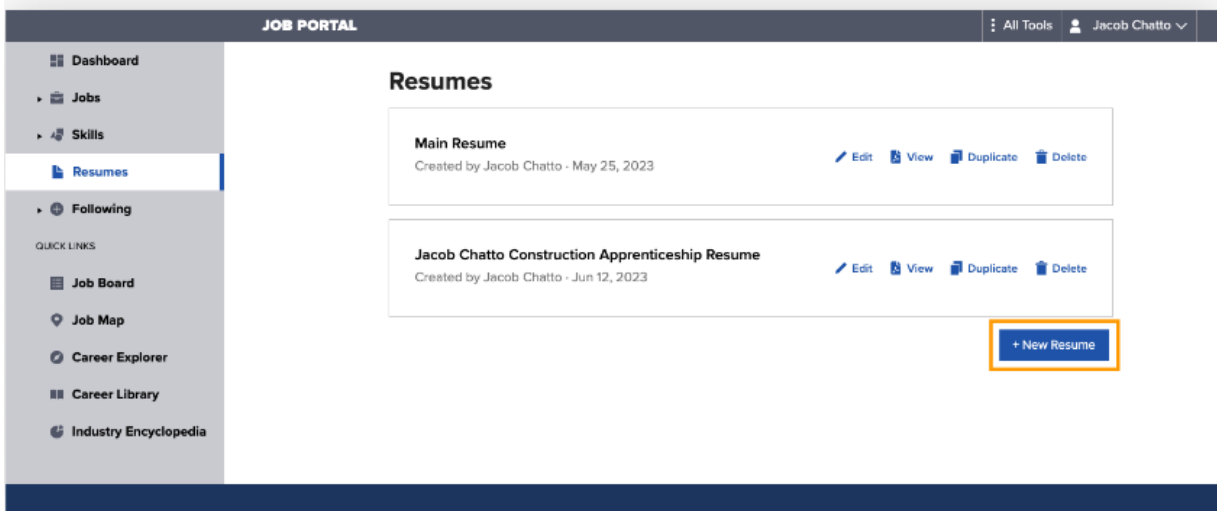 JOB PORTAL
All Tools
Jacob Chatto
Dashboard
Jobs
Skills
Resumes
Following
QUICK LINKS
Job Board
Job Map
Career Explorer
Career Library
Industry Encyclopedia
Resumes
Main Resume
Created by Jacob Chatto - May 25, 2023
Edit View Duplicate Delete
Jacob Chatto Construction Apprenticeship Resume
Created by Jacob Chatto - Jun 12, 2023
Edit View Duplicate Delete
+ New Resume